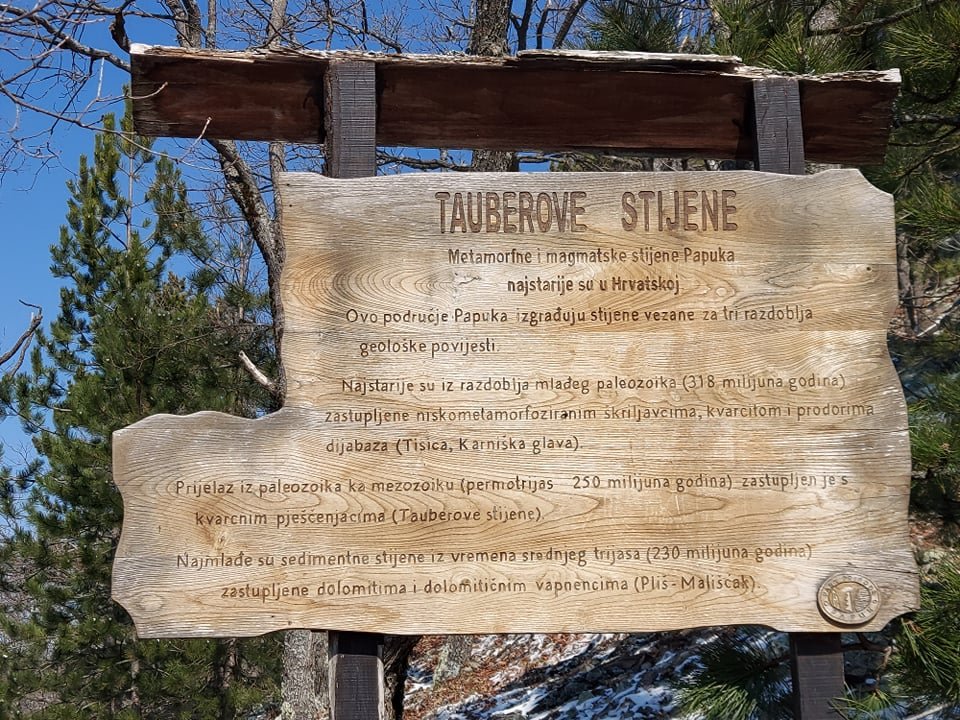 TAUBEROVE STIJENE
Metamorfne i magmatske stijene Papuka
najstarije su u Hrvatskoj
Ovo područje Papuka izgrađuju stijene vezane za tri razdoblja
geološke povijesti.
Najstarije su iz razdoblja mlađeg paleozoika (318 milijuna godina)
zastupljene niskometamorfoziranim škriljavcima, kvarcitom i prodorima
dijabaza (Tisica, Karniška glava).
Prijelaz iz paleozoika ka mezozoiku (permotrijas 250 milijuna godina) zastupljen je s
kvarcnim pješčenjacima (Tauberove stijene).
Najmlađe su sedimentne stijene iz vremena srednjeg trijasa (230 milijuna godina)
zastupljene dolomitima i dolomitičnim vapnencima (Pliš - Mališčak).